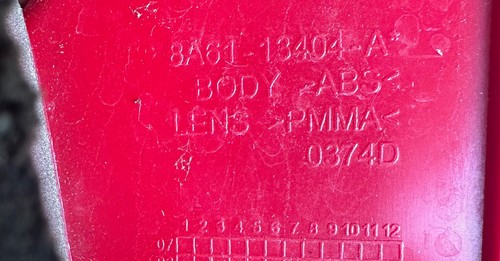 8A61-13404-A
BODY >ABS<
LENS >PMMA<
0374D
1 2 3 4 5 6 7 8 9 10 11 12
07